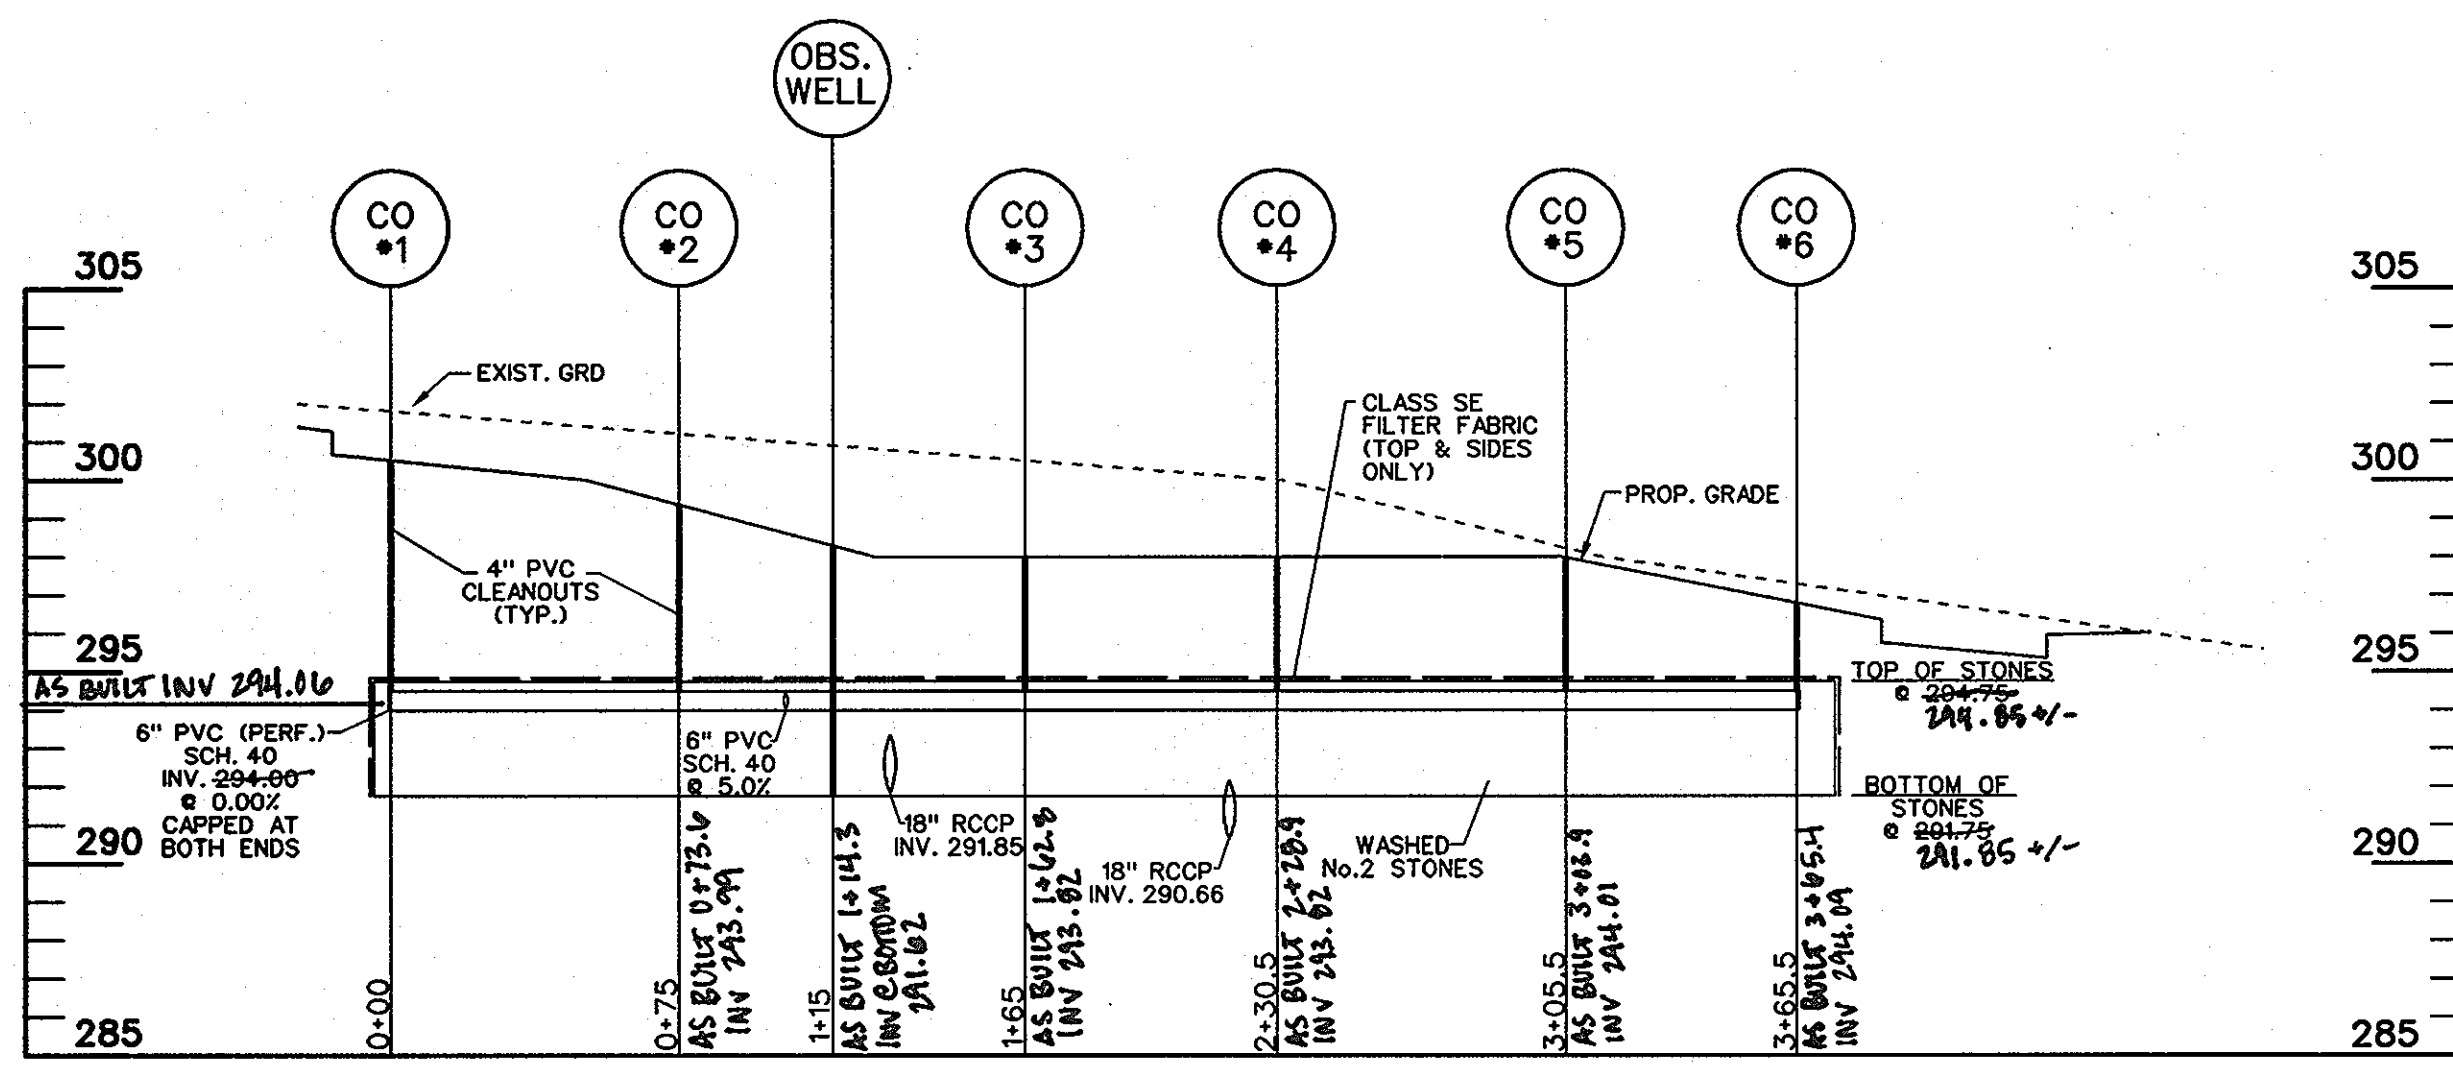 OBS.
WELL
CO
#1
CO
#2
CO
#3
CO
#4
CO
#5
CO
#6
305
305
EXIST. GRD
CLASS SE
FILTER FABRIC
(TOP & SIDES
ONLY)
300
300
PROP. GRADE
4" PVC
CLEANOUTS
(TYP.)
295
295
AS BUILT INV 294.06
TOP OF STONES
@ 294.75
294.85 +/-
6" PVC (PERF.)
SCH. 40
INV. 294.00
@ 0.00%
CAPPED AT
BOTH ENDS
6" PVC
SCH. 40
@ 5.0%
BOTTOM OF
STONES
@ 291.75
291.85 +/-
18" RCCP
INV. 291.85
18" RCCP
INV. 290.66
WASHED
No.2 STONES
290
290
0+00
0+75
AS BUILT 0+73.6
INV 293.99
1+15
AS BUILT 1+14.3
INV @ BOTTOM
291.62
1+65
AS BUILT 1+62.8
INV 293.82
2+30.5
AS BUILT 2+28.9
INV 293.82
3+05.5
AS BUILT 3+03.9
INV 294.01
3+65.5
AS BUILT 3+65.4
INV 294.09
285
285